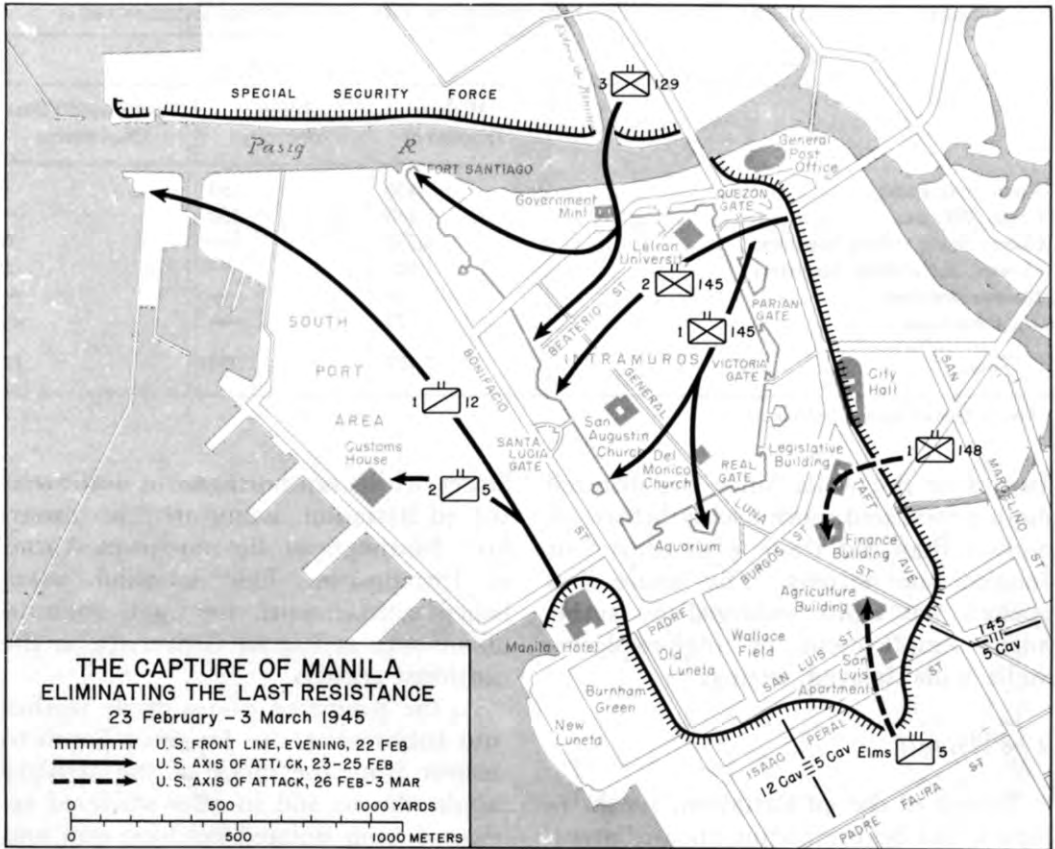 3 129
SPECIAL SECURITY FORCE
Pasig R
FORT SANTIAGO
General
Post
Office
QUEZON
GATE
Government
Mint
Letran
University
2 145
BEATERIO ST
PARIAN
GATE
1 145
SOUTH
PORT
AREA
BONIFACIO
ST
INTRAMUROS
GENERAL
LUNA
ST
VICTORIA
GATE
SAN
MARCELINO
ST
City
Hall
1 12
San
Augustin
Church
SANTA
LUCIA
GATE
Customs
House
Del
Monico
Church
REAL
GATE
Legislative
Building
1 148
2 5
TAFT AVE
Aquarium
BURGOS ST
Finance
Building
Agriculture
Building
145
III
5 Cav
Manila Hotel
PADRE
Old
Luneta
Wallace
Field
SAN LUIS ST
San
Luis
Apartments
Burnham
Green
New
Luneta
ISAAC PERAL ST
12 Cav 5 Cav
Elms 5
PADRE FAURA ST
THE CAPTURE OF MANILA
ELIMINATING THE LAST RESISTANCE
23 February – 3 March 1945
U.S. FRONT LINE, EVENING, 22 FEB
U.S. AXIS OF ATTACK, 23–25 FEB
U.S. AXIS OF ATTACK, 26 FEB–3 MAR
500 1000 YARDS
0 500 1000 METERS